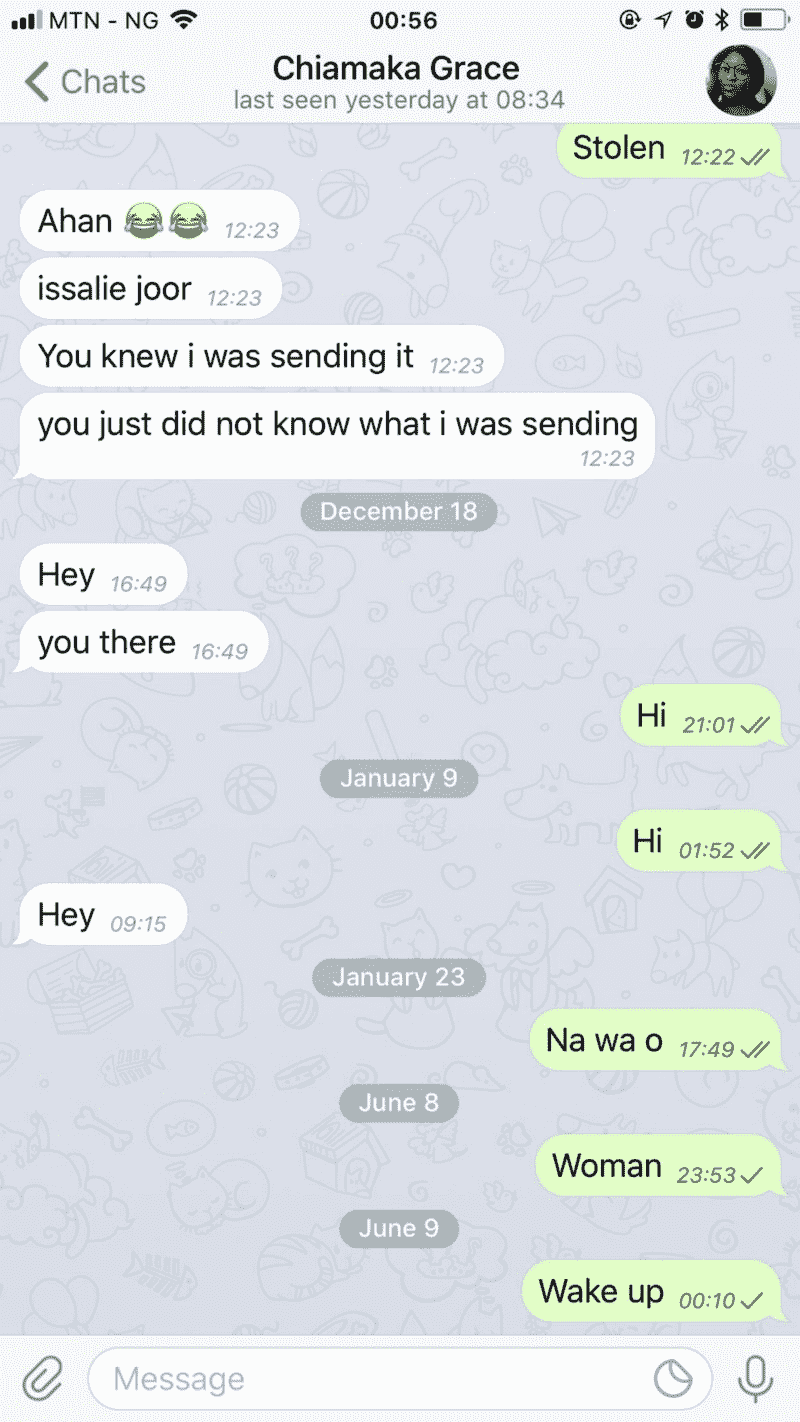 MTN - NG 00:56
Chats
Chiamaka Grace
last seen yesterday at 08:34
Stolen 12:22
Ahan 😂😂 12:23
issalie joor 12:23
You knew i was sending it 12:23
you just did not know what i was sending
12:23
December 18
Hey 16:49
you there 16:49
Hi 21:01
January 9
Hi 01:52
Hey 09:15
January 23
Na wa o 17:49
June 8
Woman 23:53
June 9
Wake up 00:10
Message